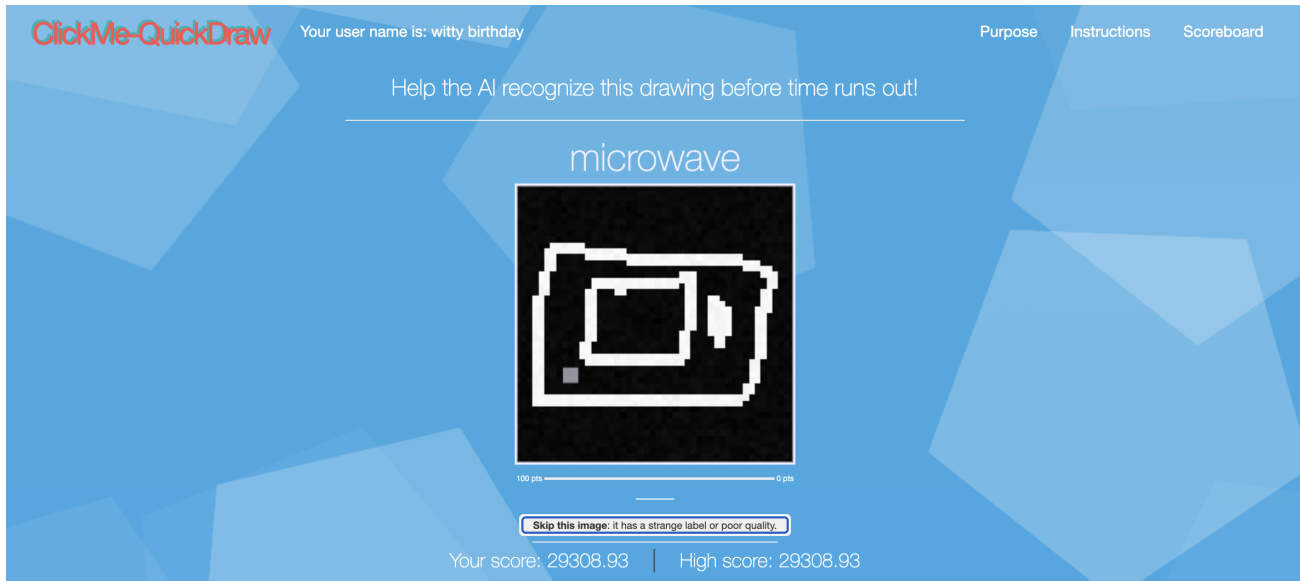 ClickMe-QuickDraw Your user name is: witty birthday Purpose Instructions Scoreboard
Help the AI recognize this drawing before time runs out!
microwave
100 pts 0 pts
Skip this image: it has a strange label or poor quality.
Your score: 29308.93 | High score: 29308.93